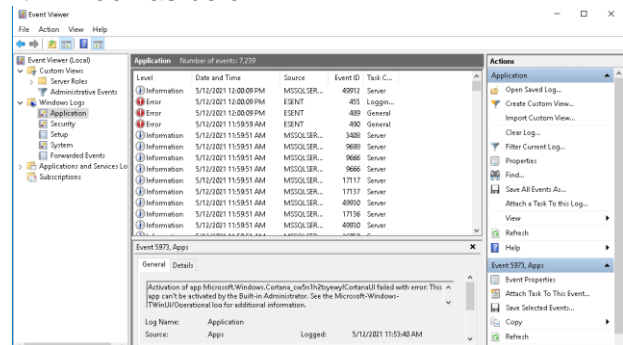 Event Viewer
File Action View Help
Event Viewer (Local)
Custom Views
Server Roles
Administrative Events
Windows Logs
Application
Security
Setup
System
Forwarded Events
Applications and Services Lo
Subscriptions
Application Number of events: 7,239
Level Date and Time Source Event ID Task C...
Information 5/12/2021 12:00:09 PM MSSQLSER... 49912 Server
Error 5/12/2021 12:00:09 PM ESENT 455 Loggin...
Error 5/12/2021 12:00:09 PM ESENT 489 General
Error 5/12/2021 11:59:59 AM ESENT 490 General
Information 5/12/2021 11:59:51 AM MSSQLSER... 3408 Server
Information 5/12/2021 11:59:51 AM MSSQLSER... 9688 Server
Information 5/12/2021 11:59:51 AM MSSQLSER... 9666 Server
Information 5/12/2021 11:59:51 AM MSSQLSER... 9666 Server
Information 5/12/2021 11:59:51 AM MSSQLSER... 17117 Server
Information 5/12/2021 11:59:51 AM MSSQLSER... 17137 Server
Information 5/12/2021 11:59:51 AM MSSQLSER... 49930 Server
Information 5/12/2021 11:59:51 AM MSSQLSER... 17136 Server
Information 5/12/2021 11:59:51 AM MSSQLSER... 49930 Server
Event 5973, Apps
General Details
Activation of app Microsoft.Windows.Cortana_cw5n1h2txyewy!CortanaUI failed with error: This
app can't be activated by the Built-in Administrator. See the Microsoft-Windows-
TWinUI/Operational log for additional information.
Log Name: Application
Source: Apps Logged: 5/12/2021 11:53:40 AM
Actions
Application
Open Saved Log...
Create Custom View...
Import Custom View...
Clear Log...
Filter Current Log...
Properties
Find...
Save All Events As...
Attach a Task To this Log...
View
Refresh
Help
Event 5973, Apps
Event Properties
Attach Task To This Event...
Save Selected Events...
Copy
Refresh